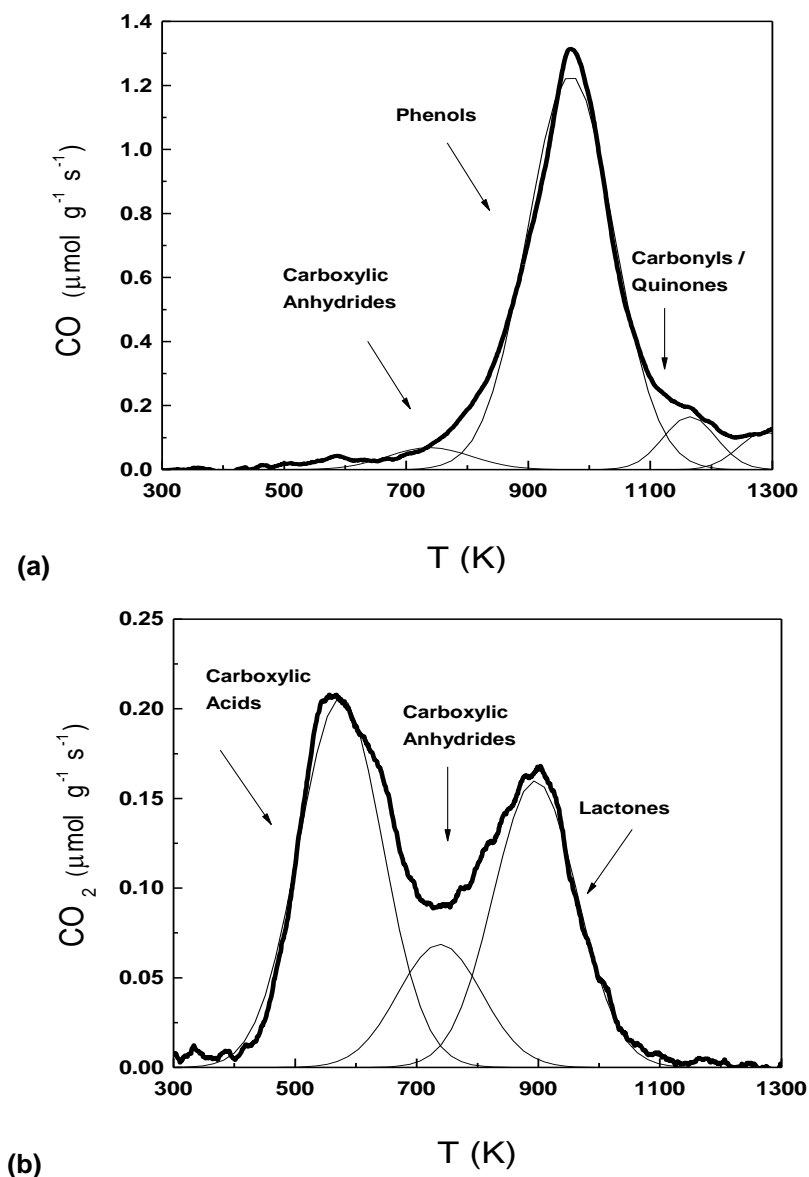 1.4
1.2
1.0
0.8
0.6
0.4
0.2
0.0
CO (μmol g⁻¹ s⁻¹)
Phenols
Carboxylic
Anhydrides
Carbonyls /
Quinones
300 500 700 900 1100 1300
T (K)
(a)
0.25
0.20
0.15
0.10
0.05
0.00
CO₂ (μmol g⁻¹ s⁻¹)
Carboxylic
Acids
Carboxylic
Anhydrides
Lactones
300 500 700 900 1100 1300
T (K)
(b)